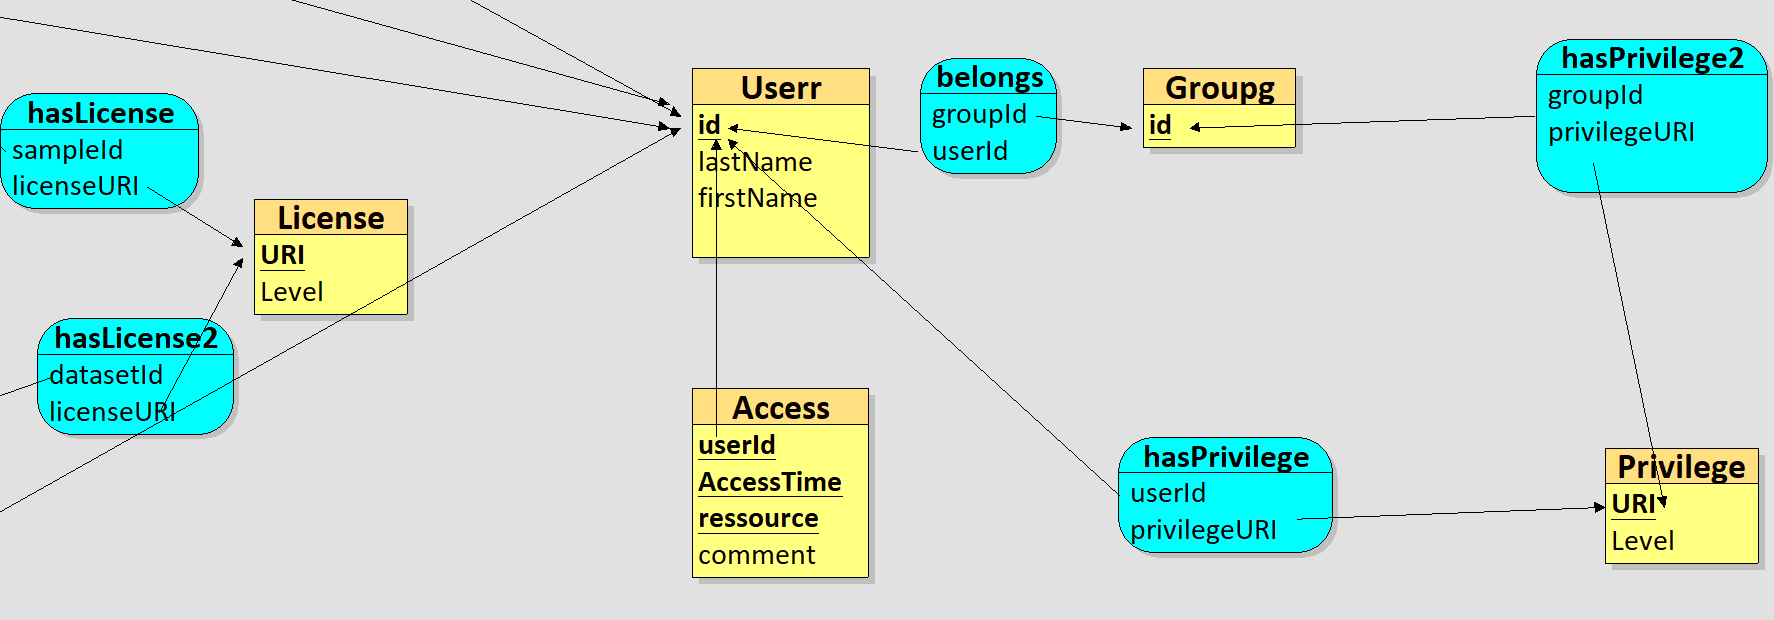 hasLicense
sampleId
licenseURI
License
URI
Level
hasLicense2
datasetId
licenseURI
Userr
id
lastName
firstName
belongs
groupId
userId
Groupg
id
hasPrivilege2
groupId
privilegeURI
Access
userId
AccessTime
ressource
comment
hasPrivilege
userId
privilegeURI
Privilege
URI
Level